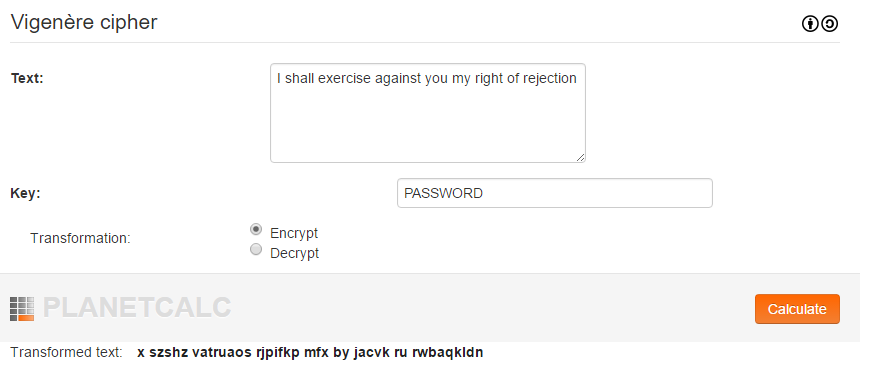 Vigenère cipher
Text:
I shall exercise against you my right of rejection
Key:
PASSWORD
Transformation:
Encrypt
Decrypt
PLANETCALC
Calculate
Transformed text: x szshz vatruaos rjpifkp mfx by jacvk ru rwbaqkldn